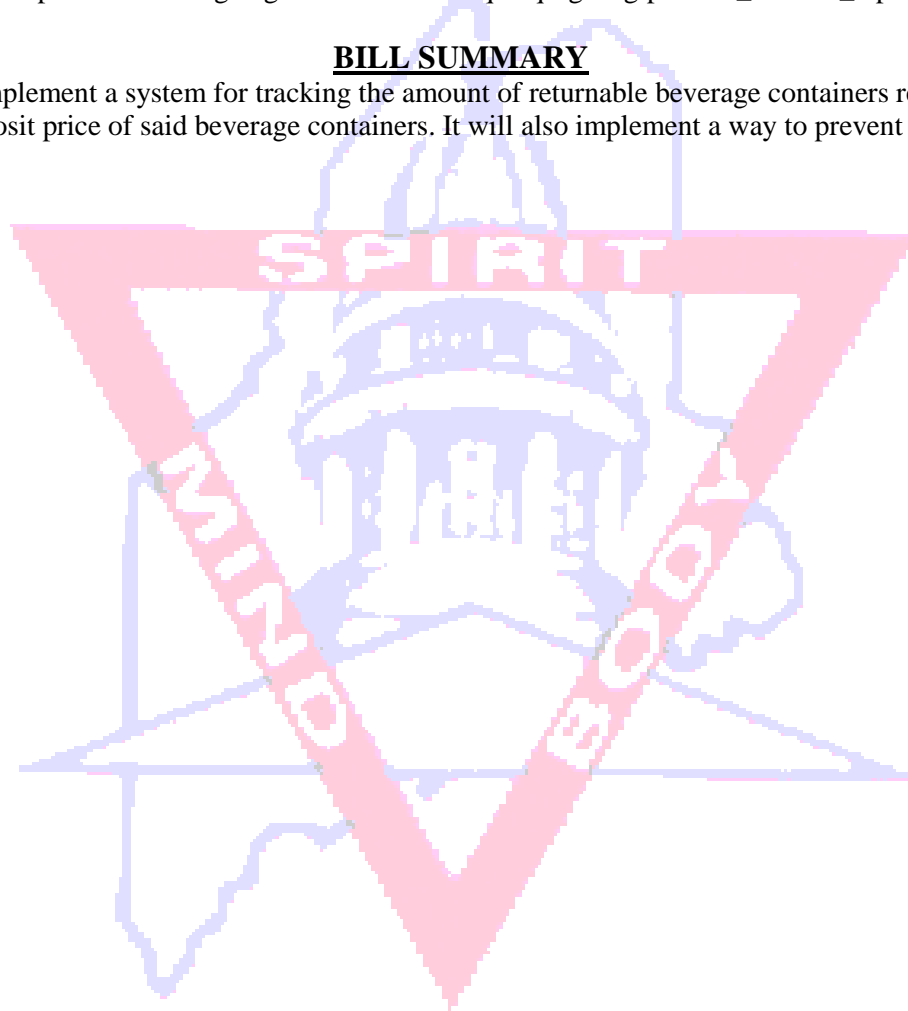 BILL SUMMARY
plement a system for tracking the amount of returnable beverage containers
osit price of said beverage containers. It will also implement a way to prevent
SPIRIT
MIND
BODY